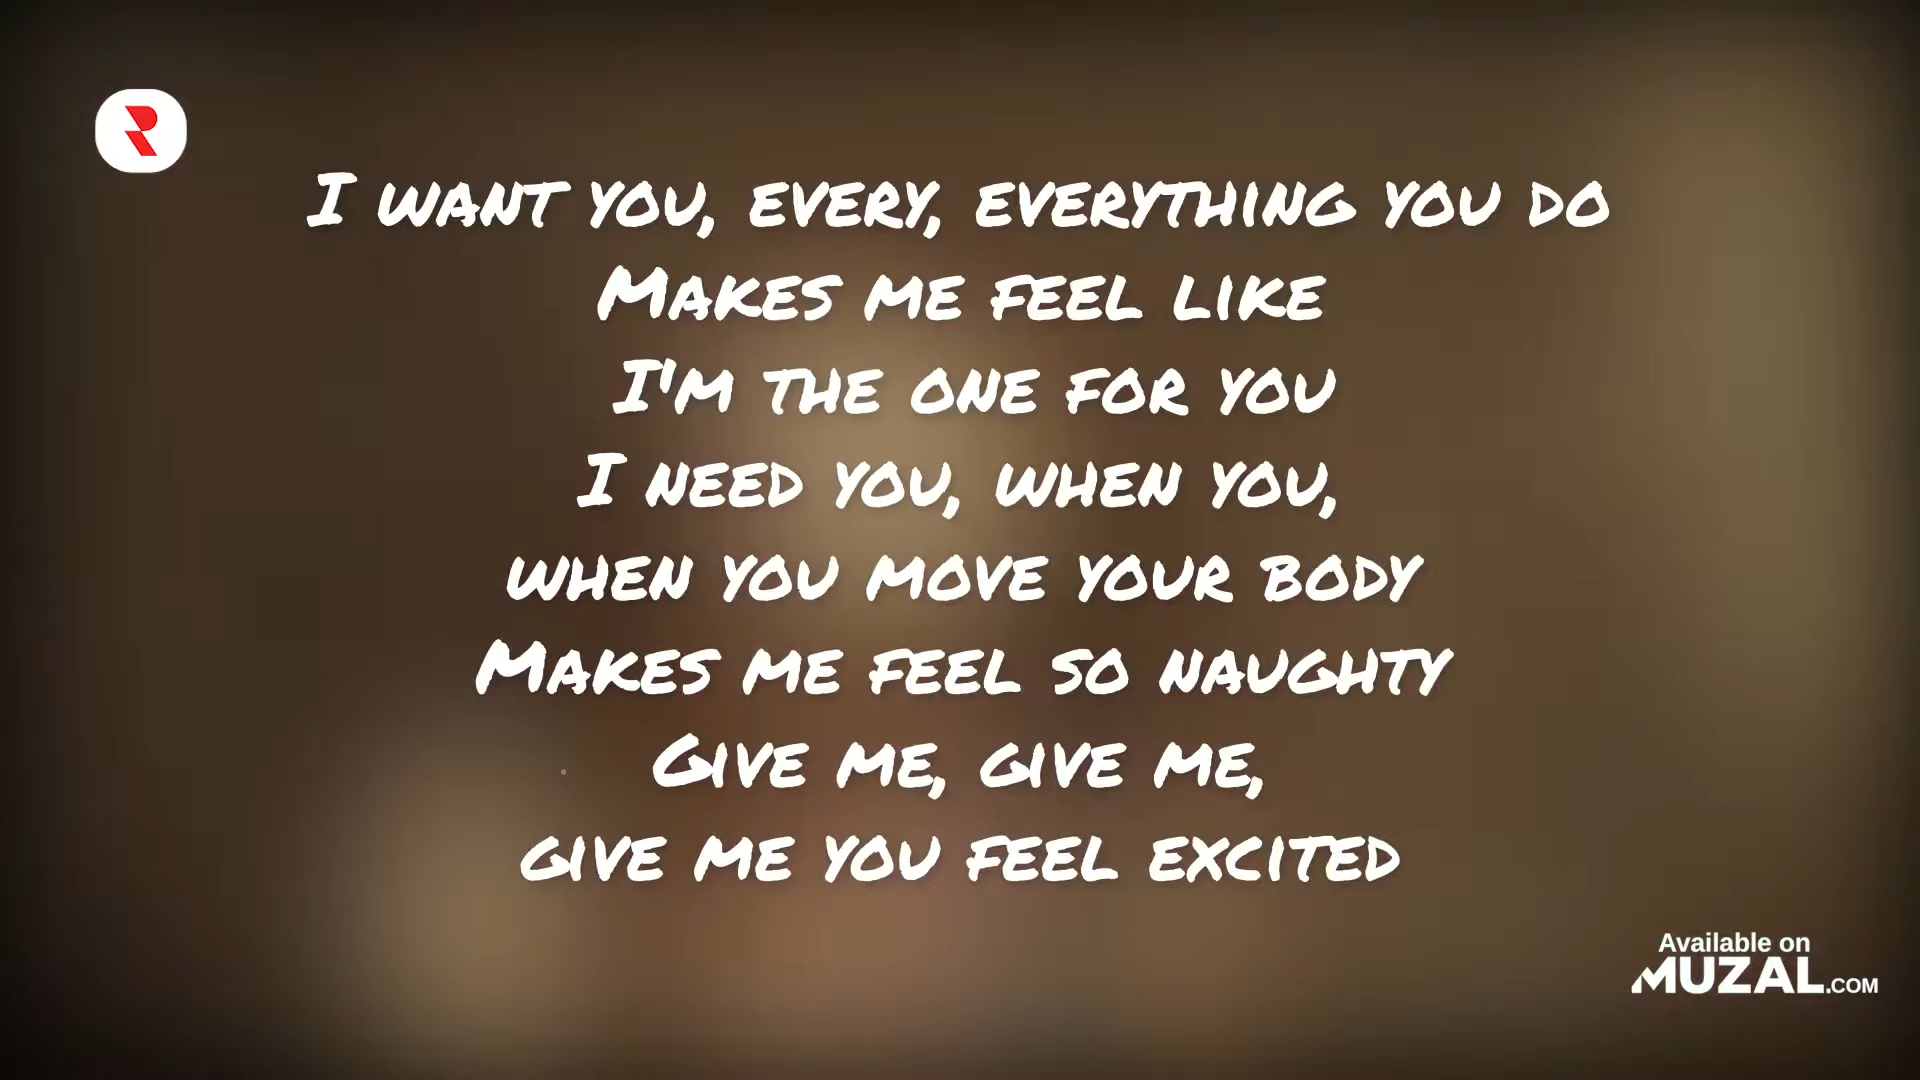 R
I want you, every, everything you do
Makes me feel like
I'm the one for you
I need you, when you,
when you move your body
Makes me feel so naughty
Give me, give me,
give me you feel excited
Available on
MUZAL.COM